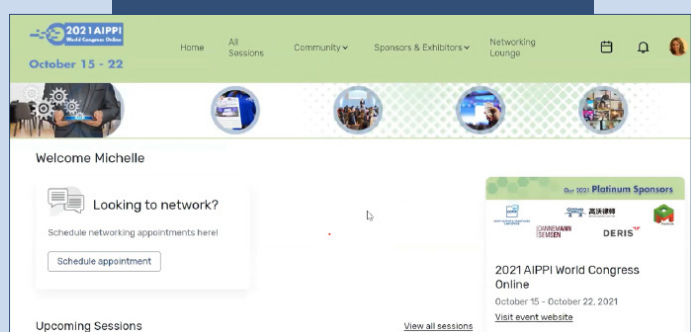 2021 AIPPI
World Congress Online
October 15 - 22
Home
All
Sessions
Community
Sponsors & Exhibitors
Networking
Lounge
Welcome Michelle
Looking to network?
Schedule networking appointments here!
Schedule appointment
Our 2021 Platinum Sponsors
高沃律师
DERIS
2021 AIPPI World Congress
Online
October 15 - October 22, 2021
Visit event website
Upcoming Sessions
View all sessions